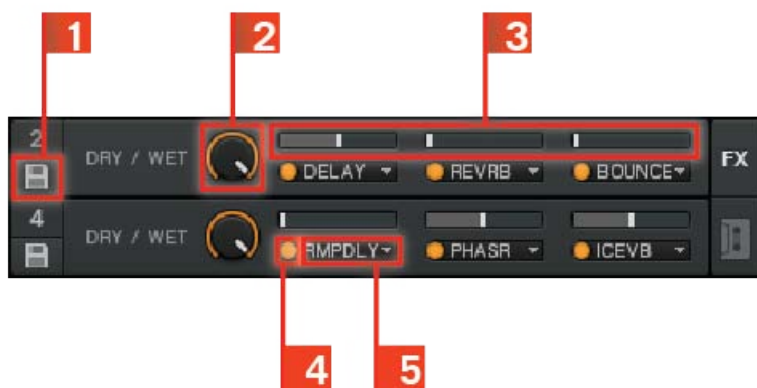 1 2 3
2
DRY / WET
DELAY REVRB BOUNCE FX
4
DRY / WET
RMPDLY PHASR ICEVB
4 5